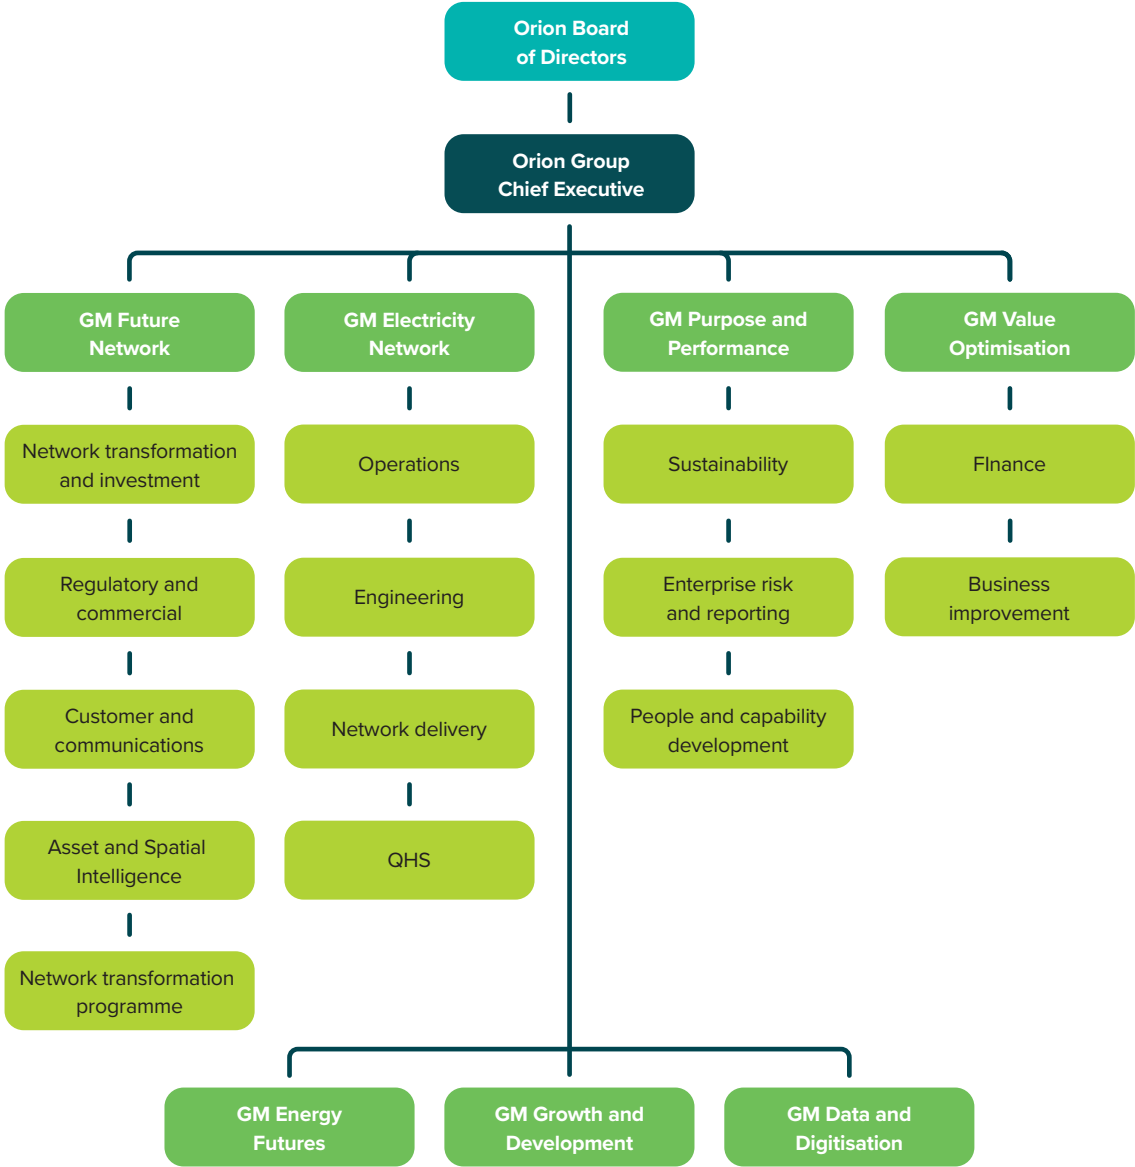 Orion Board
of Directors
Orion Group
Chief Executive
GM Future
Network
GM Electricity
Network
GM Purpose and
Performance
GM Value
Optimisation
Network transformation
and investment
Operations
Sustainability
FInance
Regulatory and
commercial
Engineering
Enterprise risk
and reporting
Business
improvement
Customer and
communications
Network delivery
People and capability
development
Asset and Spatial
Intelligence
QHS
Network transformation
programme
GM Energy
Futures
GM Growth and
Development
GM Data and
Digitisation